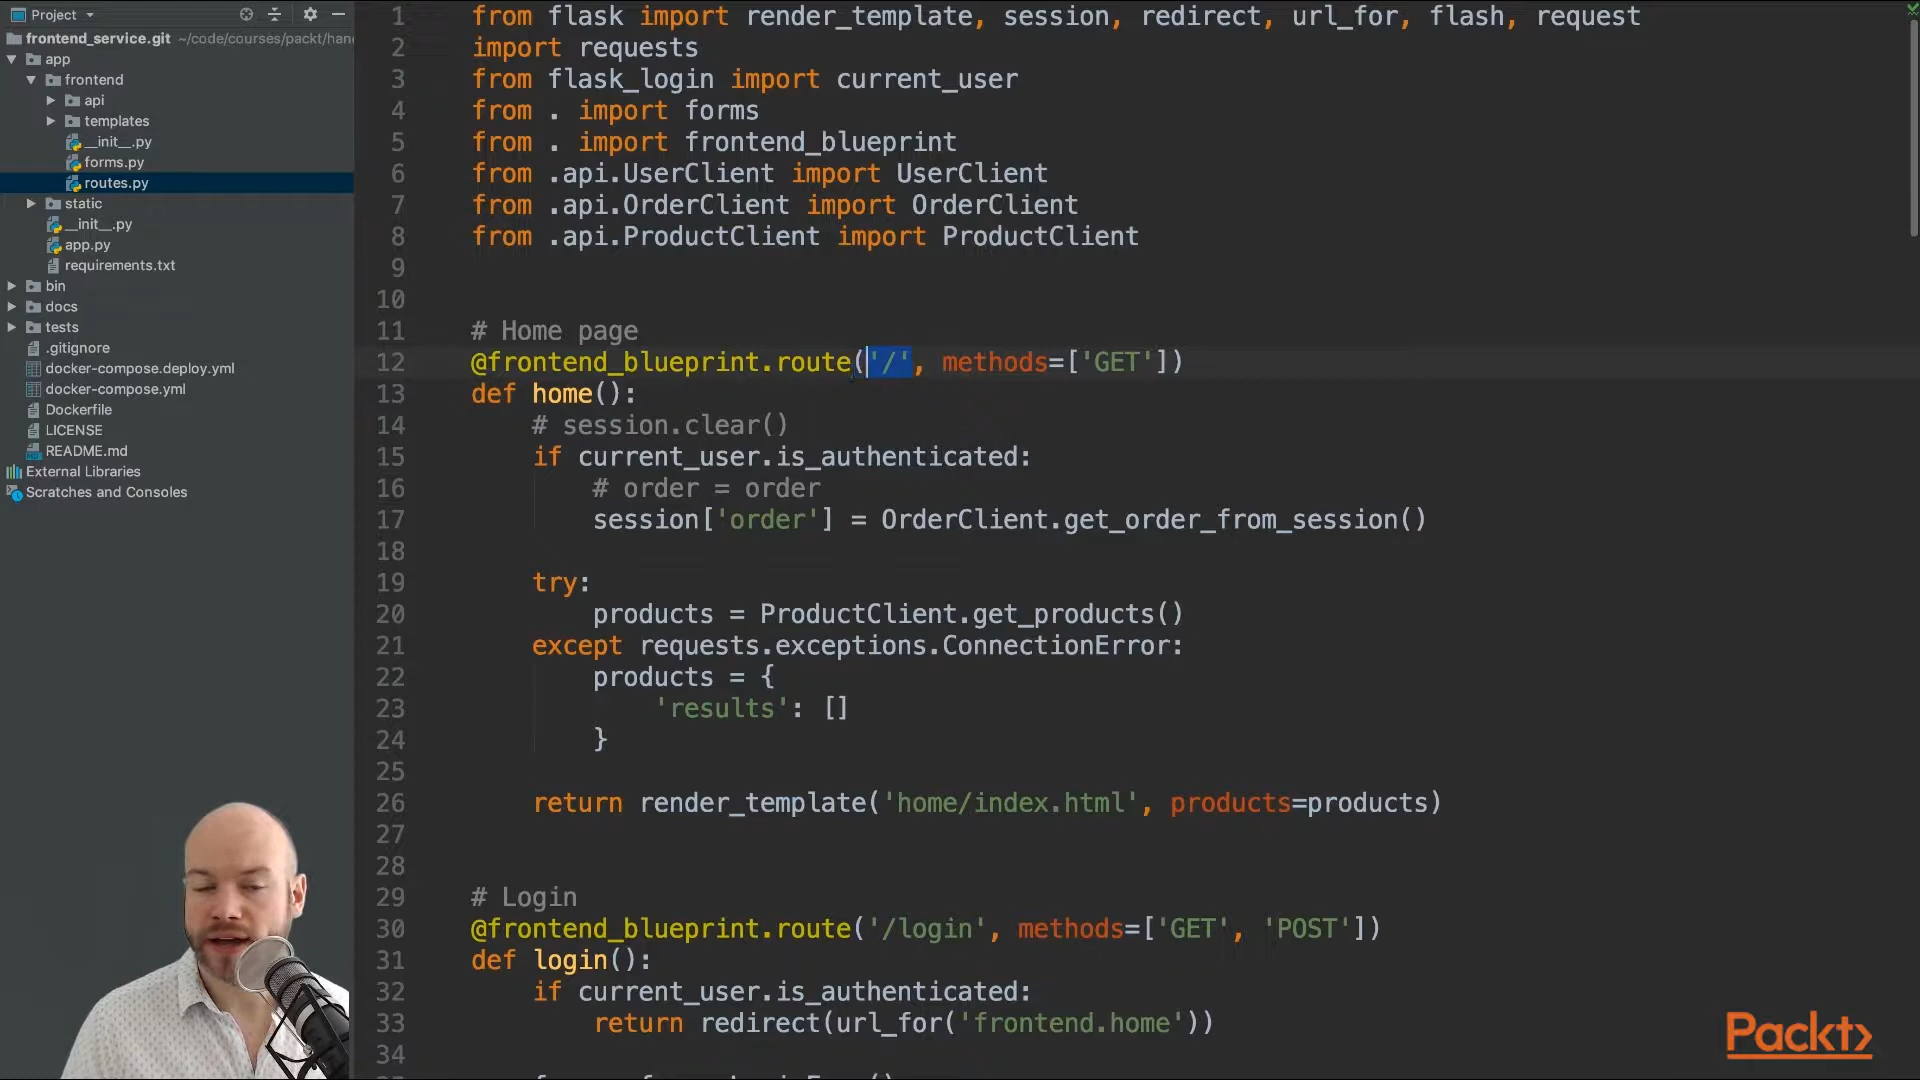 Project
frontend_service.git ~/code/courses/packt/han
app
frontend
api
templates
__init__.py
forms.py
routes.py
static
__init__.py
app.py
requirements.txt
bin
docs
tests
.gitignore
docker-compose.deploy.yml
docker-compose.yml
Dockerfile
LICENSE
README.md
External Libraries
Scratches and Consoles
1 from flask import render_template, session, redirect, url_for, flash, request
2 import requests
3 from flask_login import current_user
4 from . import forms
5 from . import frontend_blueprint
6 from .api.UserClient import UserClient
7 from .api.OrderClient import OrderClient
8 from .api.ProductClient import ProductClient
9
10
11 # Home page
12 @frontend_blueprint.route('/', methods=['GET'])
13 def home():
14 # session.clear()
15 if current_user.is_authenticated:
16 # order = order
17 session['order'] = OrderClient.get_order_from_session()
18
19 try:
20 products = ProductClient.get_products()
21 except requests.exceptions.ConnectionError:
22 products = {
23 'results': []
24 }
25
26 return render_template('home/index.html', products=products)
27
28
29 # Login
30 @frontend_blueprint.route('/login', methods=['GET', 'POST'])
31 def login():
32 if current_user.is_authenticated:
33 return redirect(url_for('frontend.home'))
34
Packt>